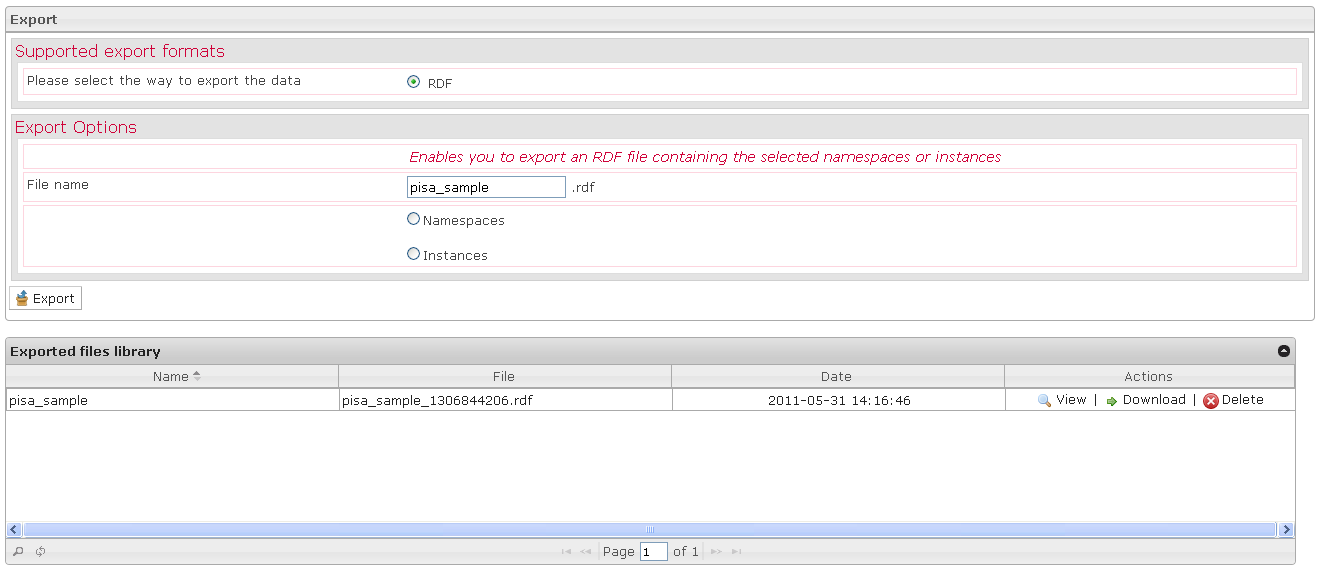 Export
Supported export formats
Please select the way to export the data RDF
Export Options
Enables you to export an RDF file containing the selected namespaces or instances
File name pisa_sample .rdf
Namespaces
Instances
Export
Exported files library
Name File Date Actions
pisa_sample pisa_sample_1306844206.rdf 2011-05-31 14:16:46 View | Download | Delete
Page 1 of 1